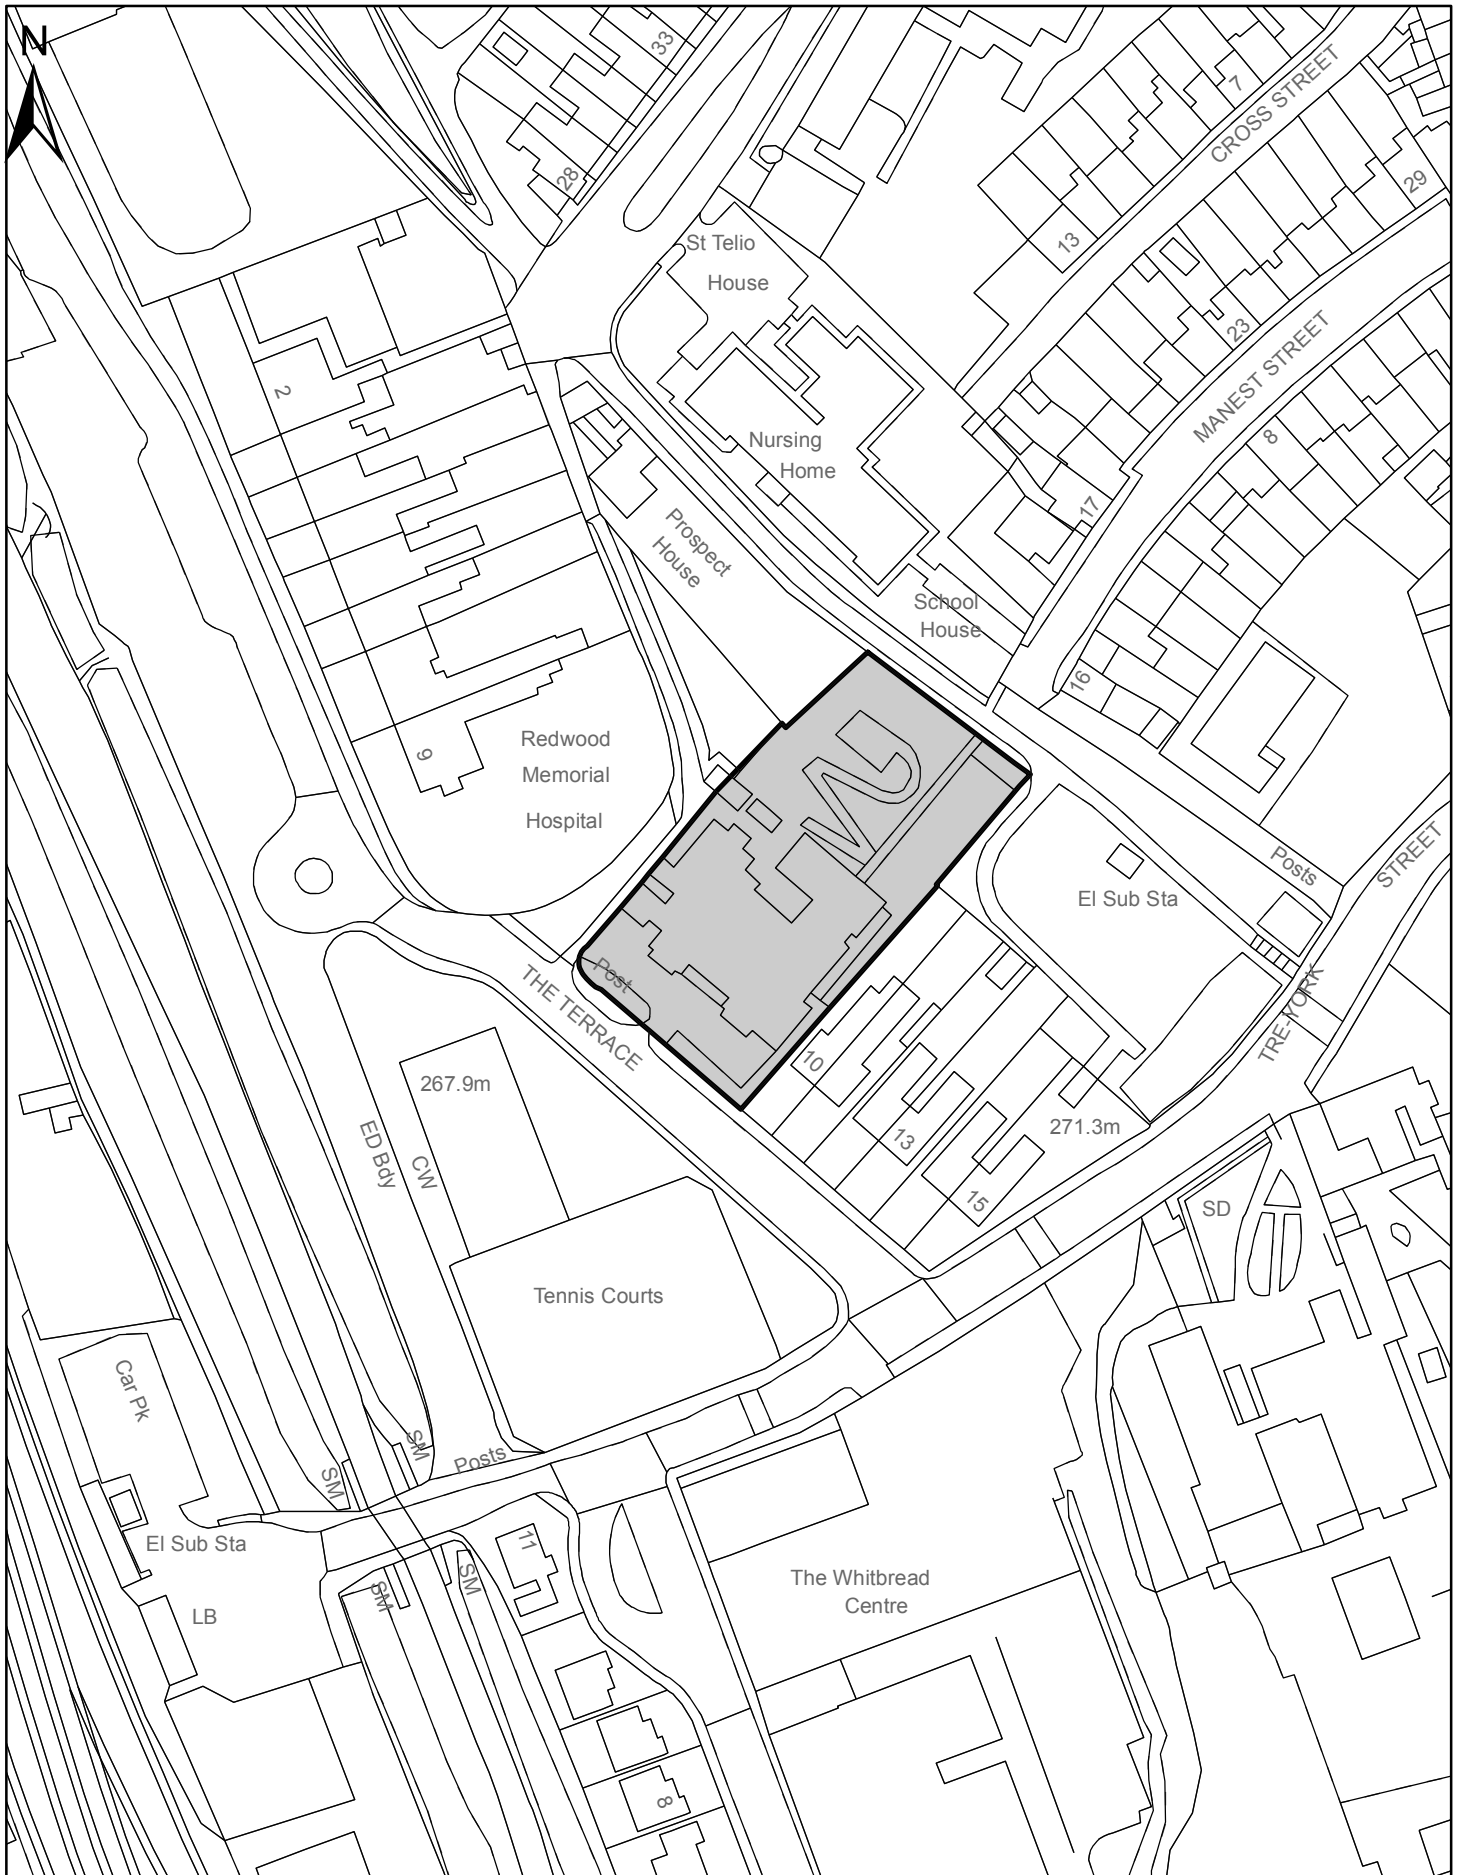 N
33
28
7
CROSS STREET
29
13
St Telio
House
23
MANEST STREET
2
8
Nursing
Home
17
Prospect
House
School
House
16
Redwood
Memorial
Hospital
9
Posts
STREET
El Sub Sta
Post
THE TERRACE
TRE-YORK
10
267.9m
13
271.3m
ED Bdy
CW
15
SD
Tennis Courts
Car Pk
SM
Posts
SM
El Sub Sta
11
SM
SM
The Whitbread
Centre
LB
8